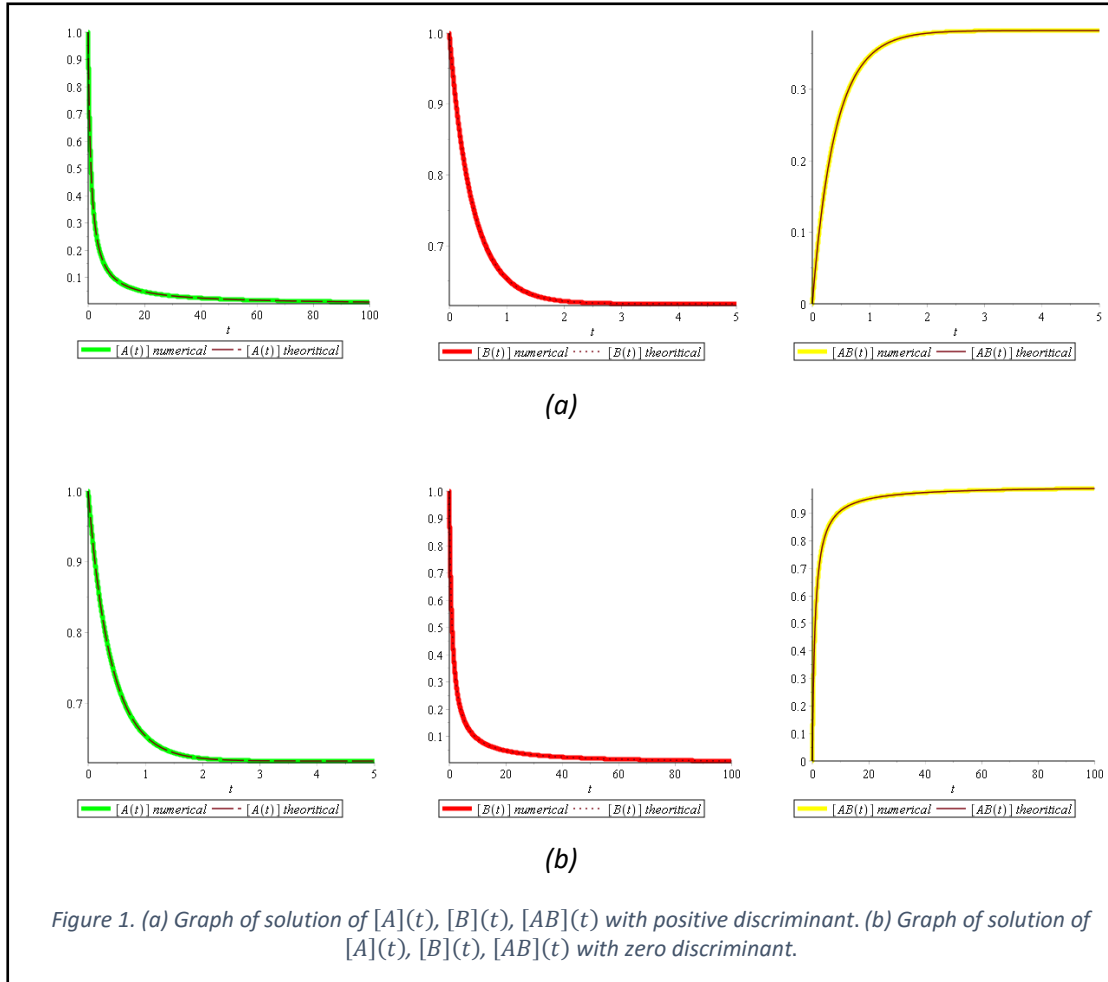 1.0
0.9
0.8
0.7
0.6
0.5
0.4
0.3
0.2
0.1
0 20 40 60 80 100
t
[A(t)] numerical [A(t)] theoritical
1.0
0.9
0.8
0.7
0 1 2 3 4 5
t
[B(t)] numerical [B(t)] theoritical
0.3
0.2
0.1
0
0 1 2 3 4 5
t
[AB(t)] numerical [AB(t)] theoritical
(a)
1.0
0.9
0.8
0.7
0 1 2 3 4 5
t
[A(t)] numerical [A(t)] theoritical
1.0
0.9
0.8
0.7
0.6
0.5
0.4
0.3
0.2
0.1
0 20 40 60 80 100
t
[B(t)] numerical [B(t)] theoritical
0.9
0.8
0.7
0.6
0.5
0.4
0.3
0.2
0.1
0
0 20 40 60 80 100
t
[AB(t)] numerical [AB(t)] theoritical
(b)
Figure 1. (a) Graph of solution of [A](t), [B](t), [AB](t) with positive discriminant. (b) Graph of solution of
[A](t), [B](t), [AB](t) with zero discriminant.